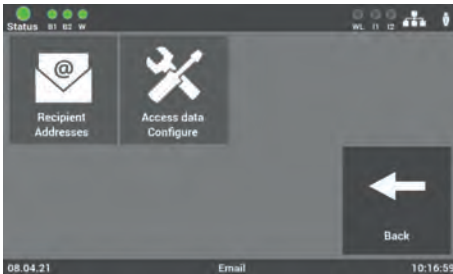 Status B1 B2 W WL I1 I2
@
Recipient
Addresses
Access data
Configure
Back
08.04.21 Email 10:16:59